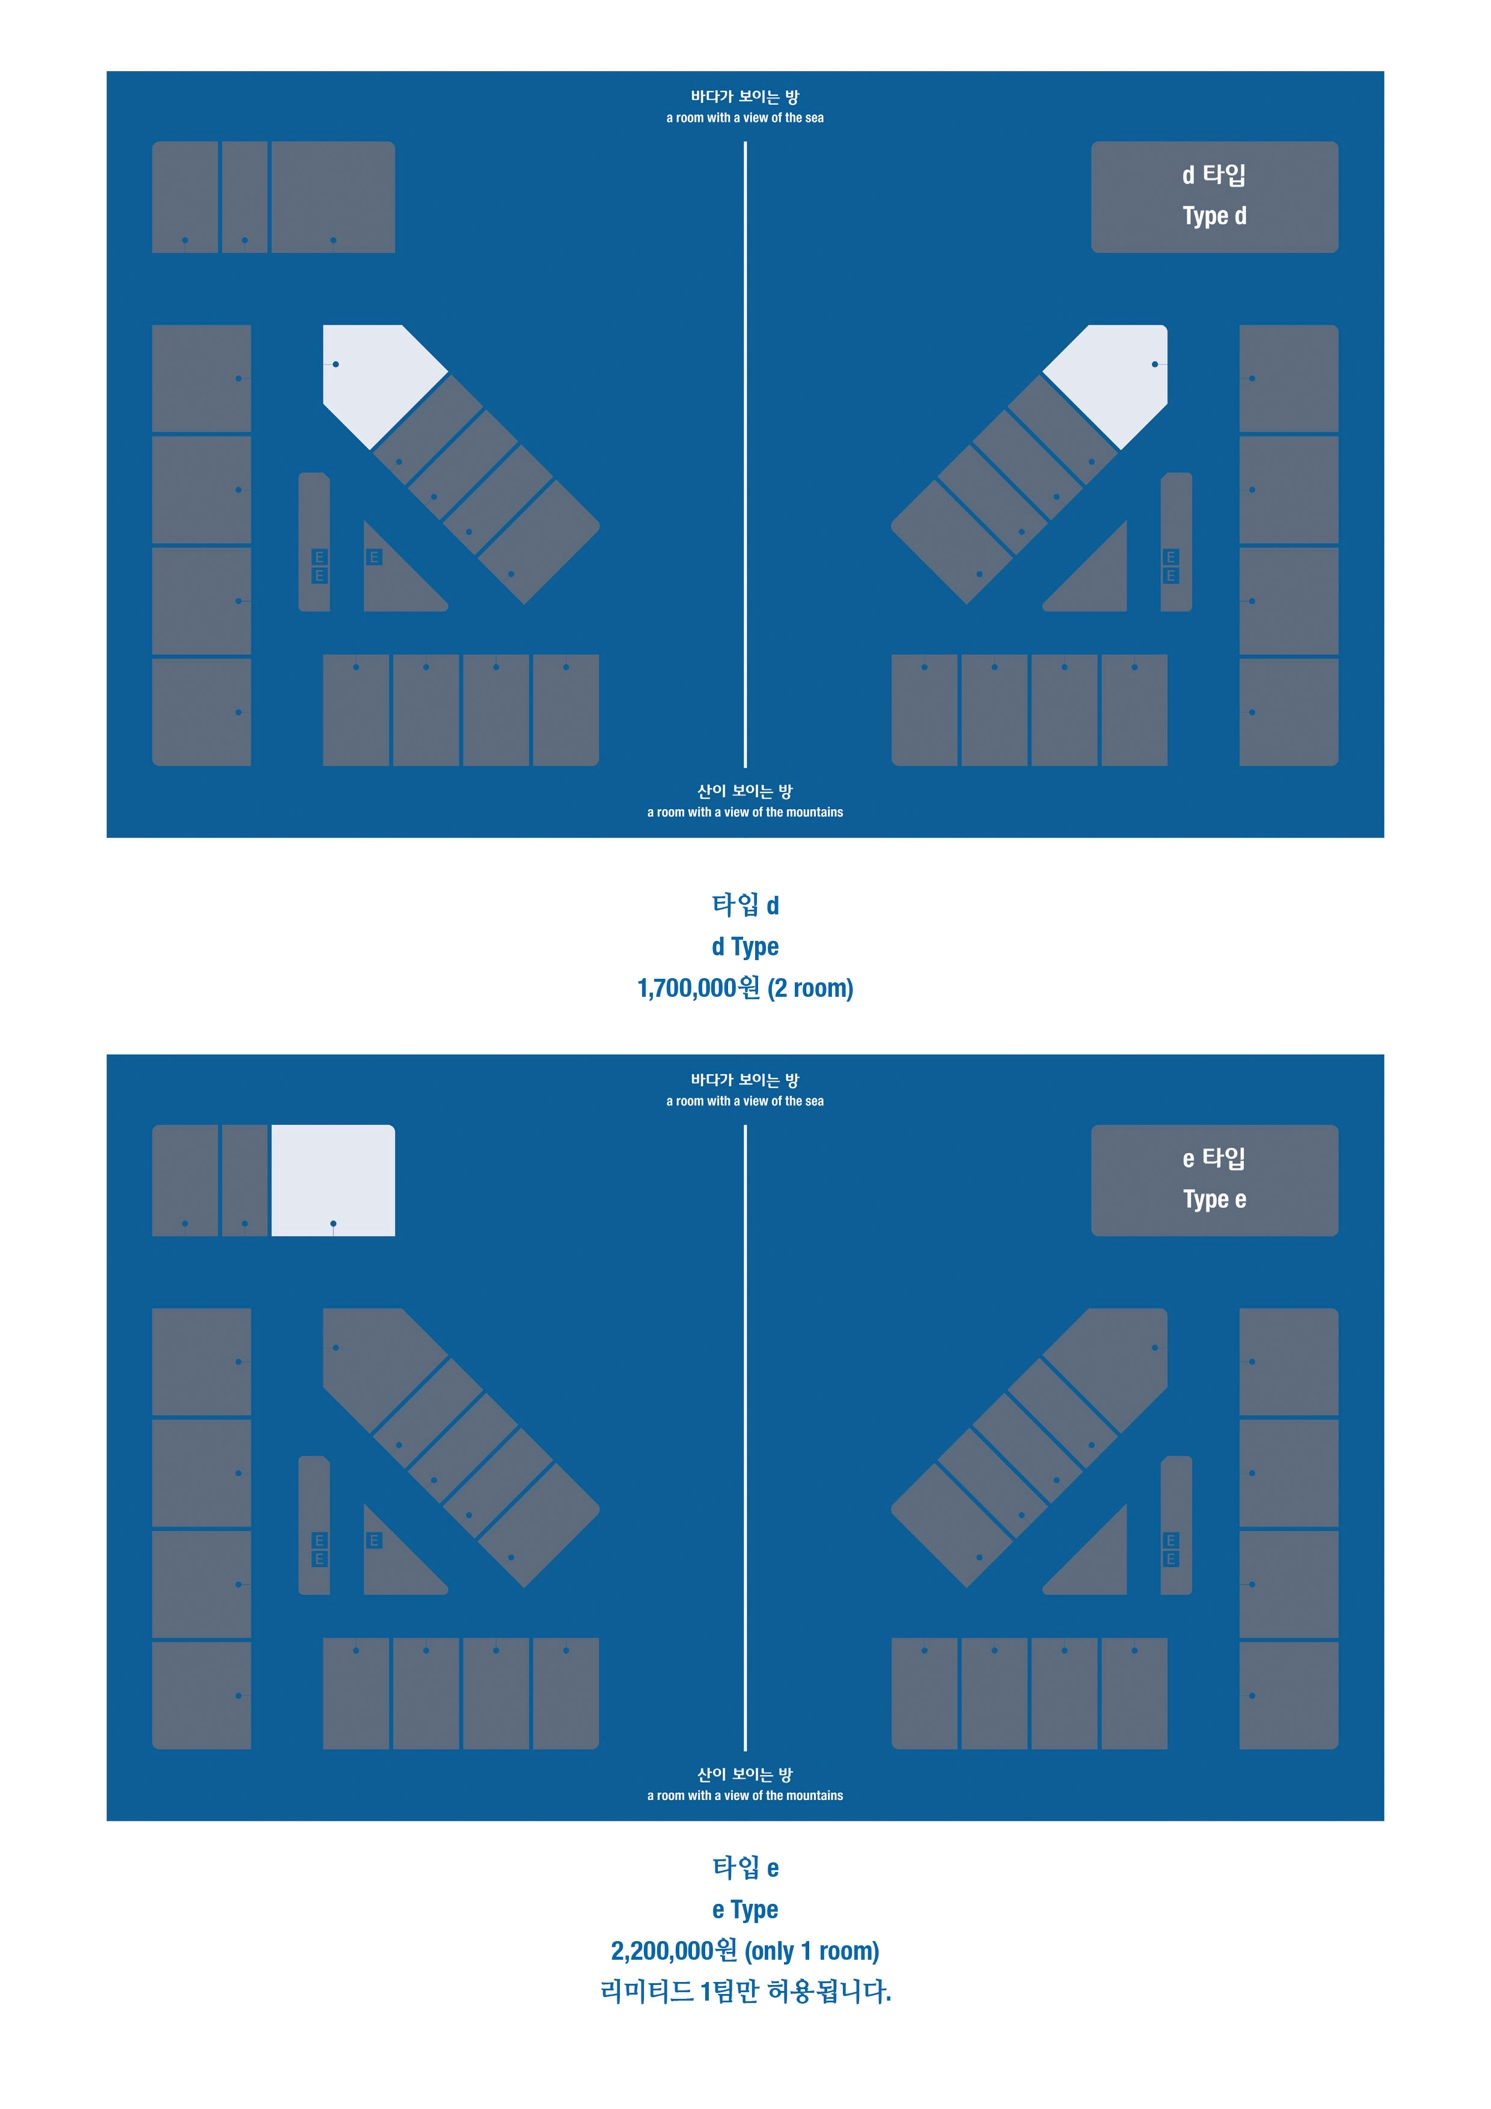 바다가 보이는 방
a room with a view of the sea
d 타입
Type d
E
E
E
E
E
산이 보이는 방
a room with a view of the mountains
타입 d
d Type
1,700,000원 (2 room)
바다가 보이는 방
a room with a view of the sea
e 타입
Type e
E
E
E
E
E
산이 보이는 방
a room with a view of the mountains
타입 e
e Type
2,200,000원 (only 1 room)
리미티드 1팀만 허용됩니다.